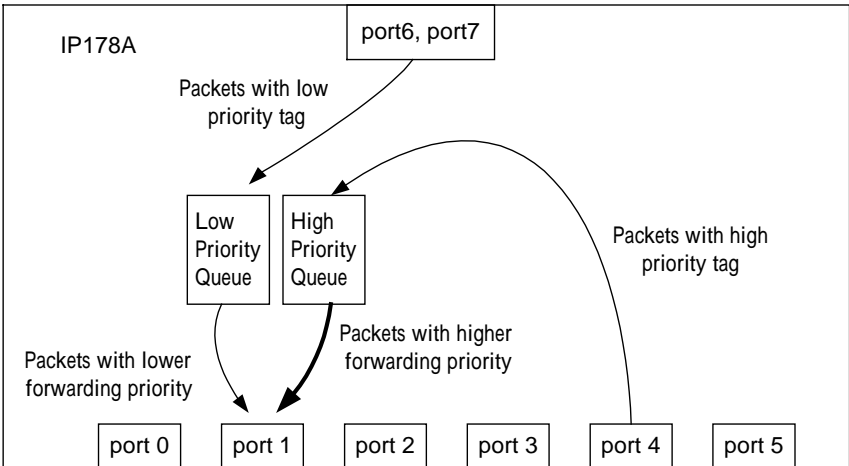 IP178A
port6, port7
Packets with low
priority tag
Low
Priority
Queue
High
Priority
Queue
Packets with high
priority tag
Packets with higher
forwarding priority
Packets with lower
forwarding priority
port 0
port 1
port 2
port 3
port 4
port 5